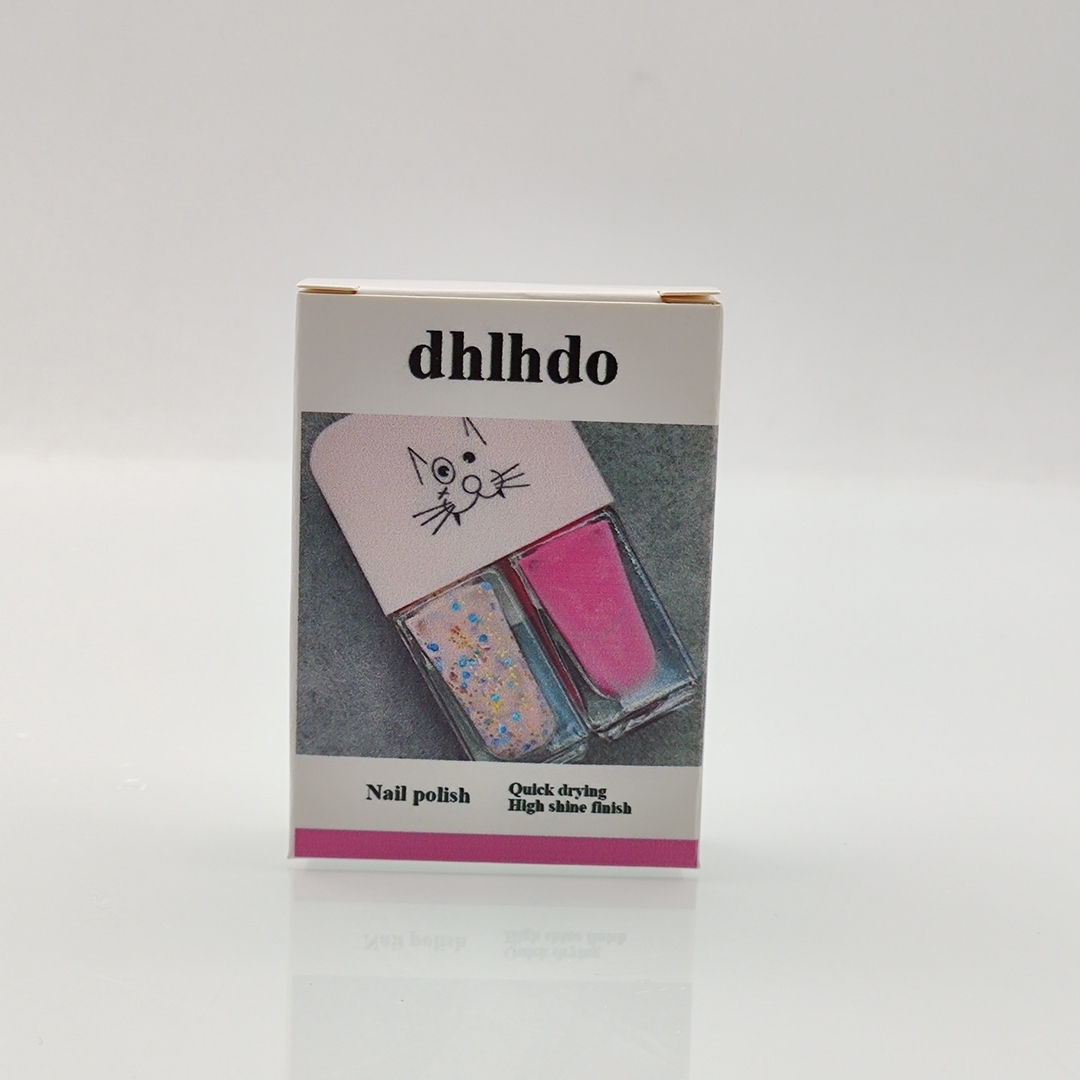 dhlhdo
Nail polish
Quick drying
High shine finish